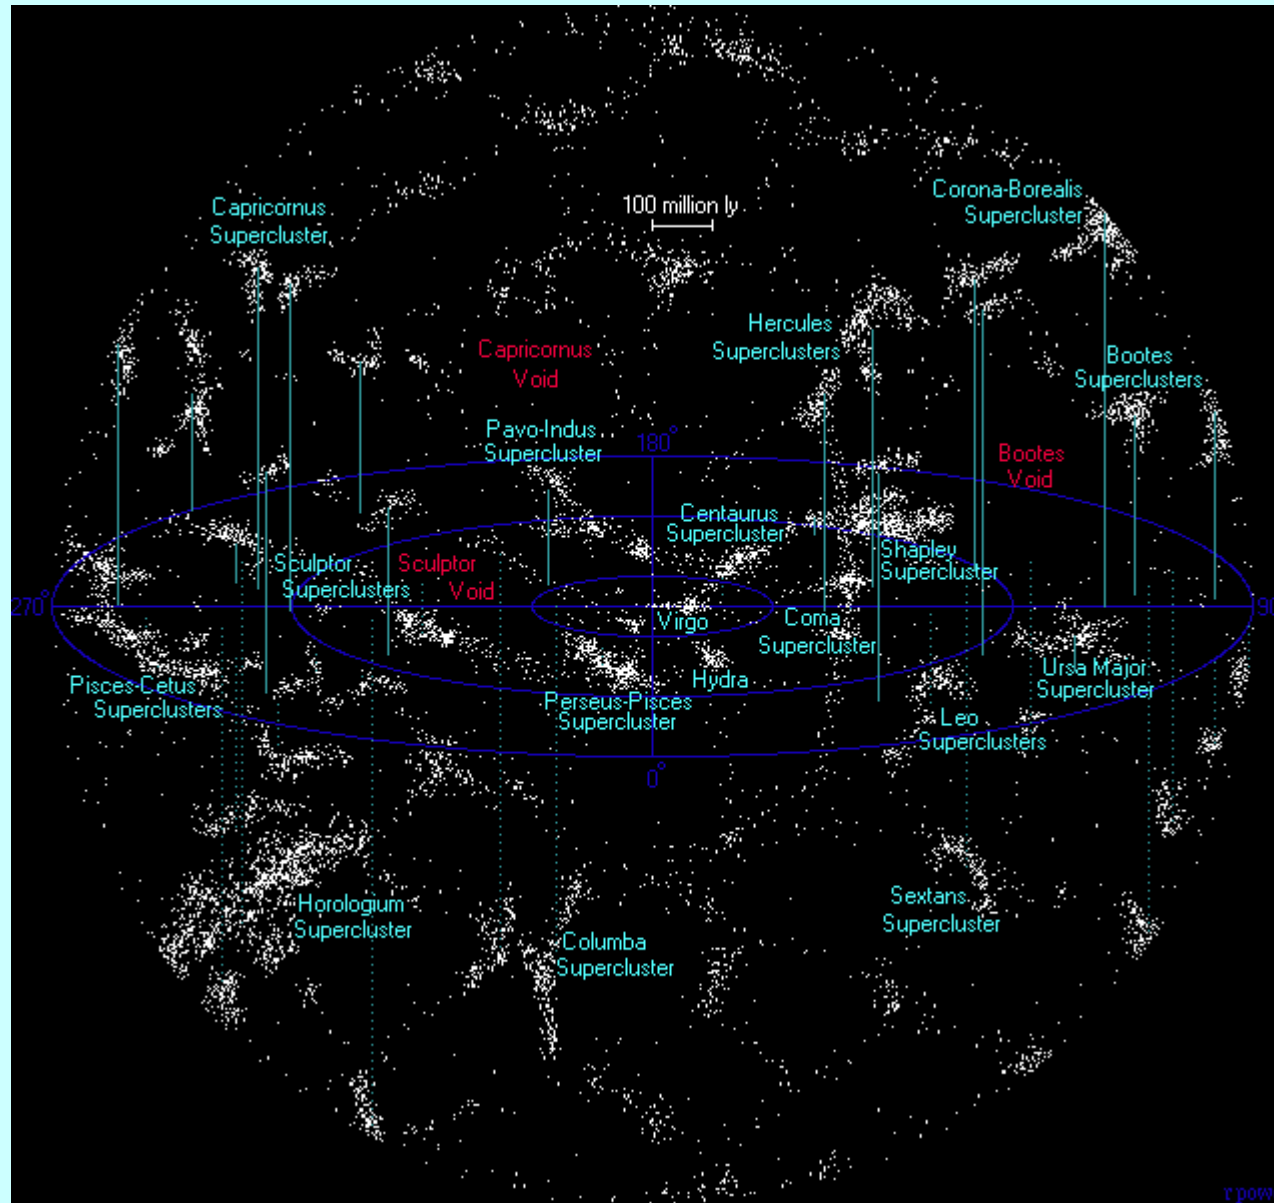 Capricornus
Supercluster
100 million ly
Corona-Borealis
Supercluster
Hercules
Superclusters
Capricornus
Void
Bootes
Superclusters
Pavo-Indus
Supercluster
180°
Bootes
Void
Centaurus
Supercluster
Sculptor
Superclusters
Sculptor
Void
Shapley
Supercluster
270°
90
Virgo
Coma
Supercluster
Pisces-Cetus
Superclusters
Perseus-Pisces
Supercluster
Hydra
Ursa Major
Supercluster
Leo
Superclusters
0°
Horologium
Supercluster
Columba
Supercluster
Sextans
Supercluster
r pow